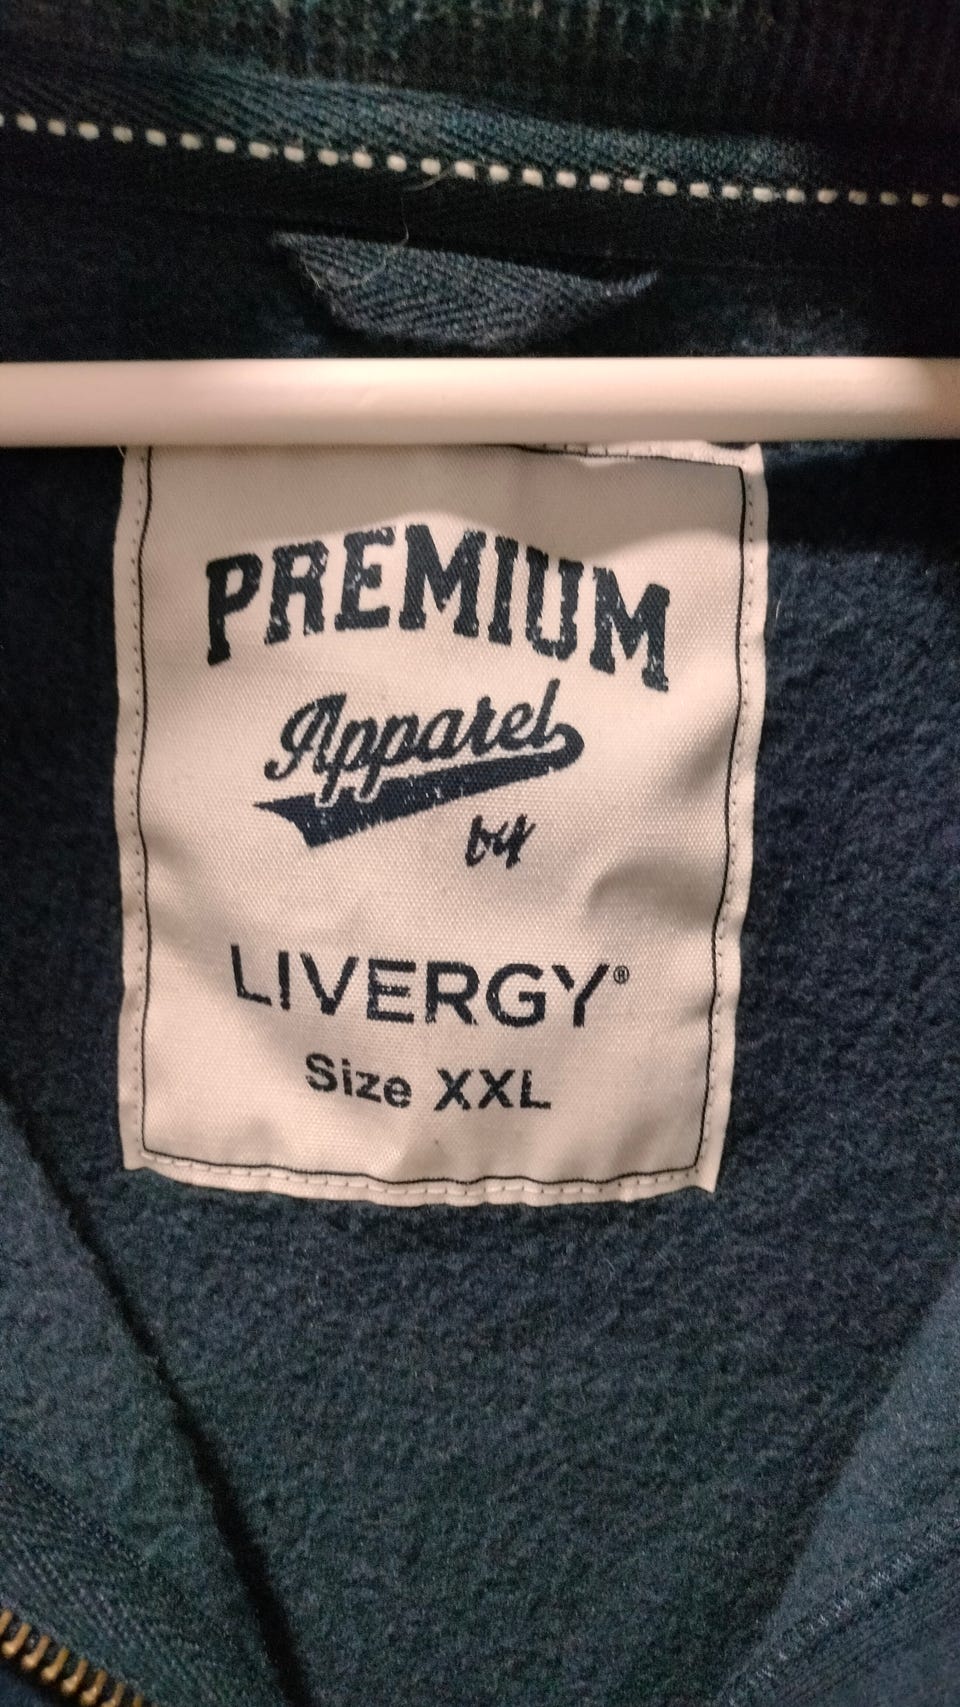 PREMIUM
Apparel
by
LIVERGY®
Size XXL